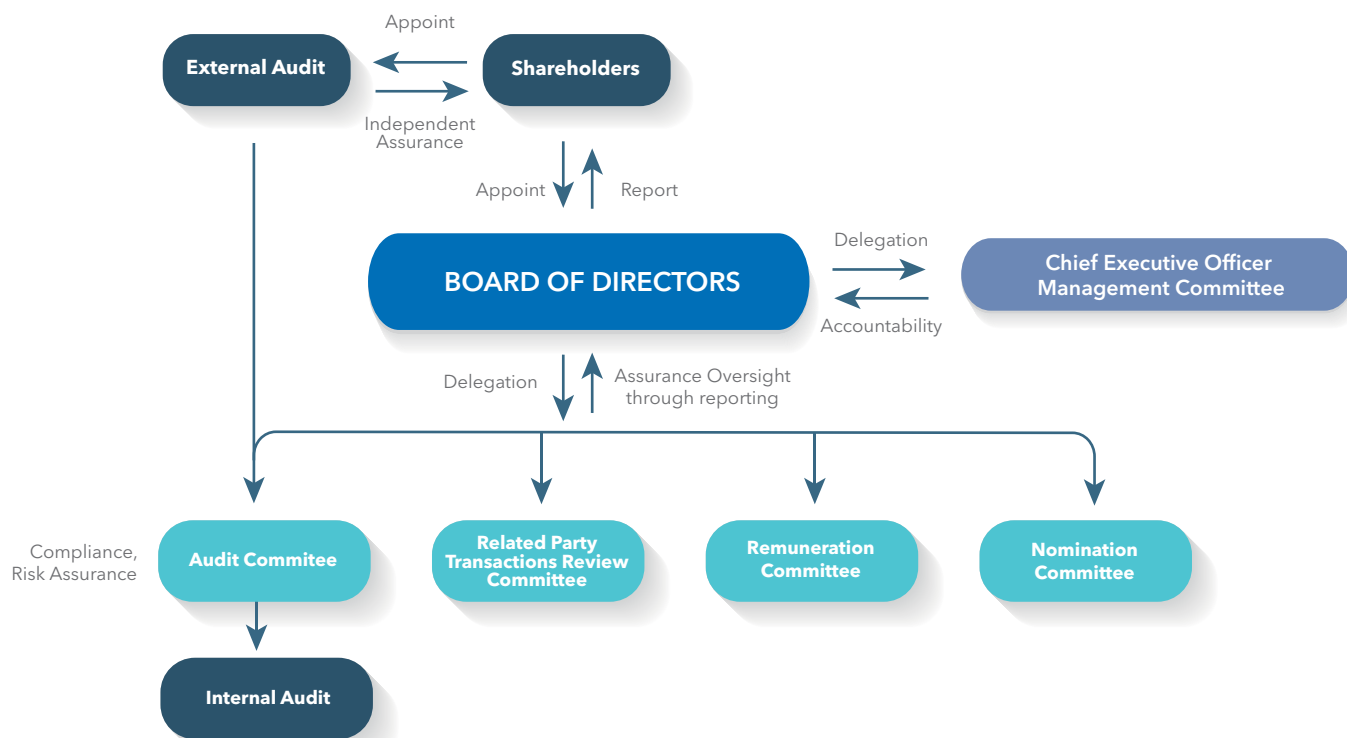 Appoint
External Audit
Shareholders
Independent
Assurance
Appoint
Report
BOARD OF DIRECTORS
Delegation
Accountability
Chief Executive Officer
Management Committee
Delegation
Assurance Oversight
through reporting
Compliance,
Risk Assurance
Audit Commitee
Related Party
Transactions Review
Committee
Remuneration
Committee
Nomination
Committee
Internal Audit